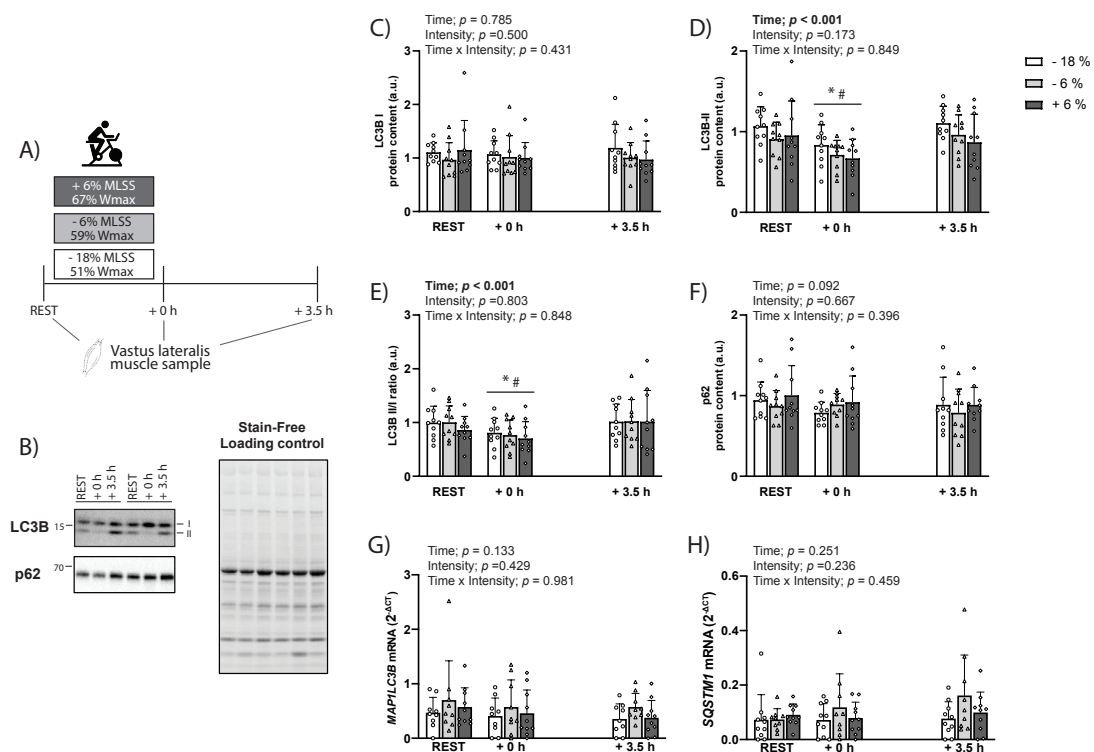 A)
+ 6% MLSS
67% Wmax
- 6% MLSS
59% Wmax
- 18% MLSS
51% Wmax
REST
+ 0 h
+ 3.5 h
Vastus lateralis
muscle sample
B)
Stain-Free
Loading control
REST
+ 0 h
+ 3.5 h
REST
+ 0 h
+ 3.5 h
LC3B
15
I
II
p62
70
C)
Time; p = 0.785
Intensity; p =0.500
Time x Intensity; p = 0.431
LC3B I
protein content (a.u.)
3
2
1
0
REST
+ 0 h
+ 3.5 h
D)
Time; p < 0.001
Intensity; p =0.173
Time x Intensity; p = 0.849
LC3B-II
protein content (a.u.)
2
1
0
* #
REST
+ 0 h
+ 3.5 h
- 18 %
- 6 %
+ 6 %
E)
Time; p < 0.001
Intensity; p =0.803
Time x Intensity; p = 0.848
LC3B II/I ratio (a.u.)
3
2
1
0
* #
REST
+ 0 h
+ 3.5 h
F)
Time; p = 0.092
Intensity; p =0.667
Time x Intensity; p = 0.396
p62
protein content (a.u.)
2
1
0
REST
+ 0 h
+ 3.5 h
G)
Time; p = 0.133
Intensity; p =0.429
Time x Intensity; p = 0.981
MAP1LC3B mRNA (2-ΔCT)
3
2
1
0
REST
+ 0 h
+ 3.5 h
H)
Time; p = 0.251
Intensity; p =0.236
Time x Intensity; p = 0.459
SQSTM1 mRNA (2-ΔCT)
0.6
0.4
0.2
0.0
REST
+ 0 h
+ 3.5 h